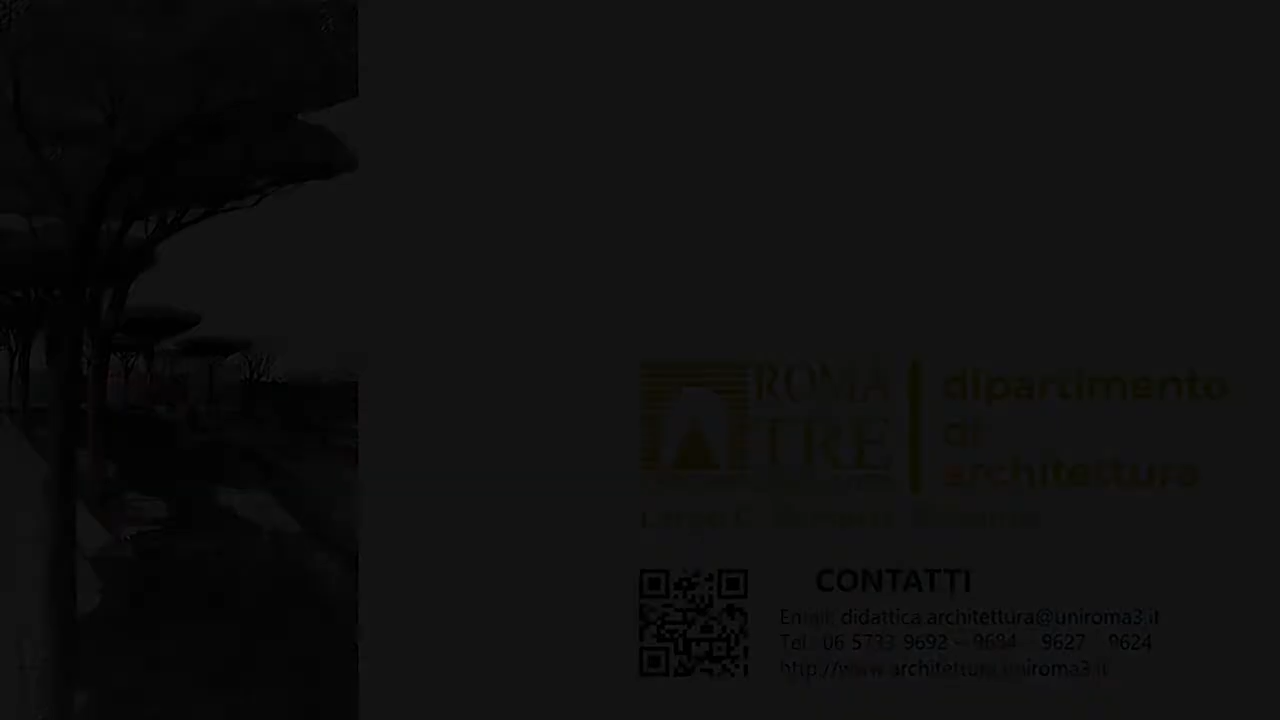 ROMA
TRE
dipartimento
di
architettura
CONTATTI
Email: didattica.architettura@uniroma3.it
Tel. 06 5733 9692 – 9694 9627 9624
http://www.architettura.uniroma3.it